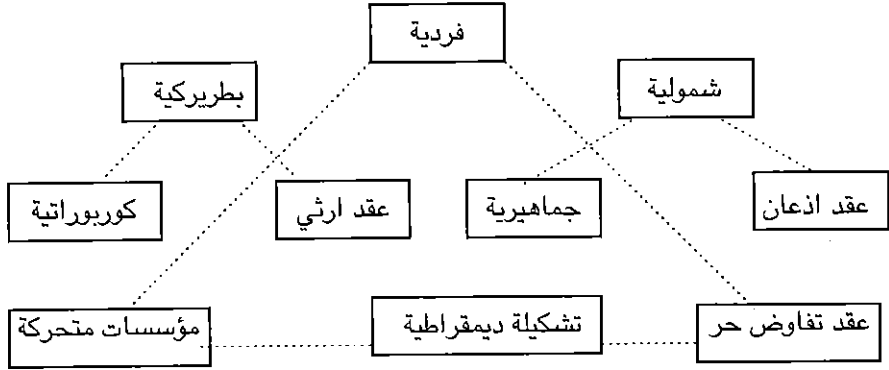 فردية
شمولية
بطريركية
عقد اذعان
جماهيرية
عقد ارثي
كوربوراتية
عقد تفاوض حر
تشكيلة ديمقراطية
مؤسسات متحركة